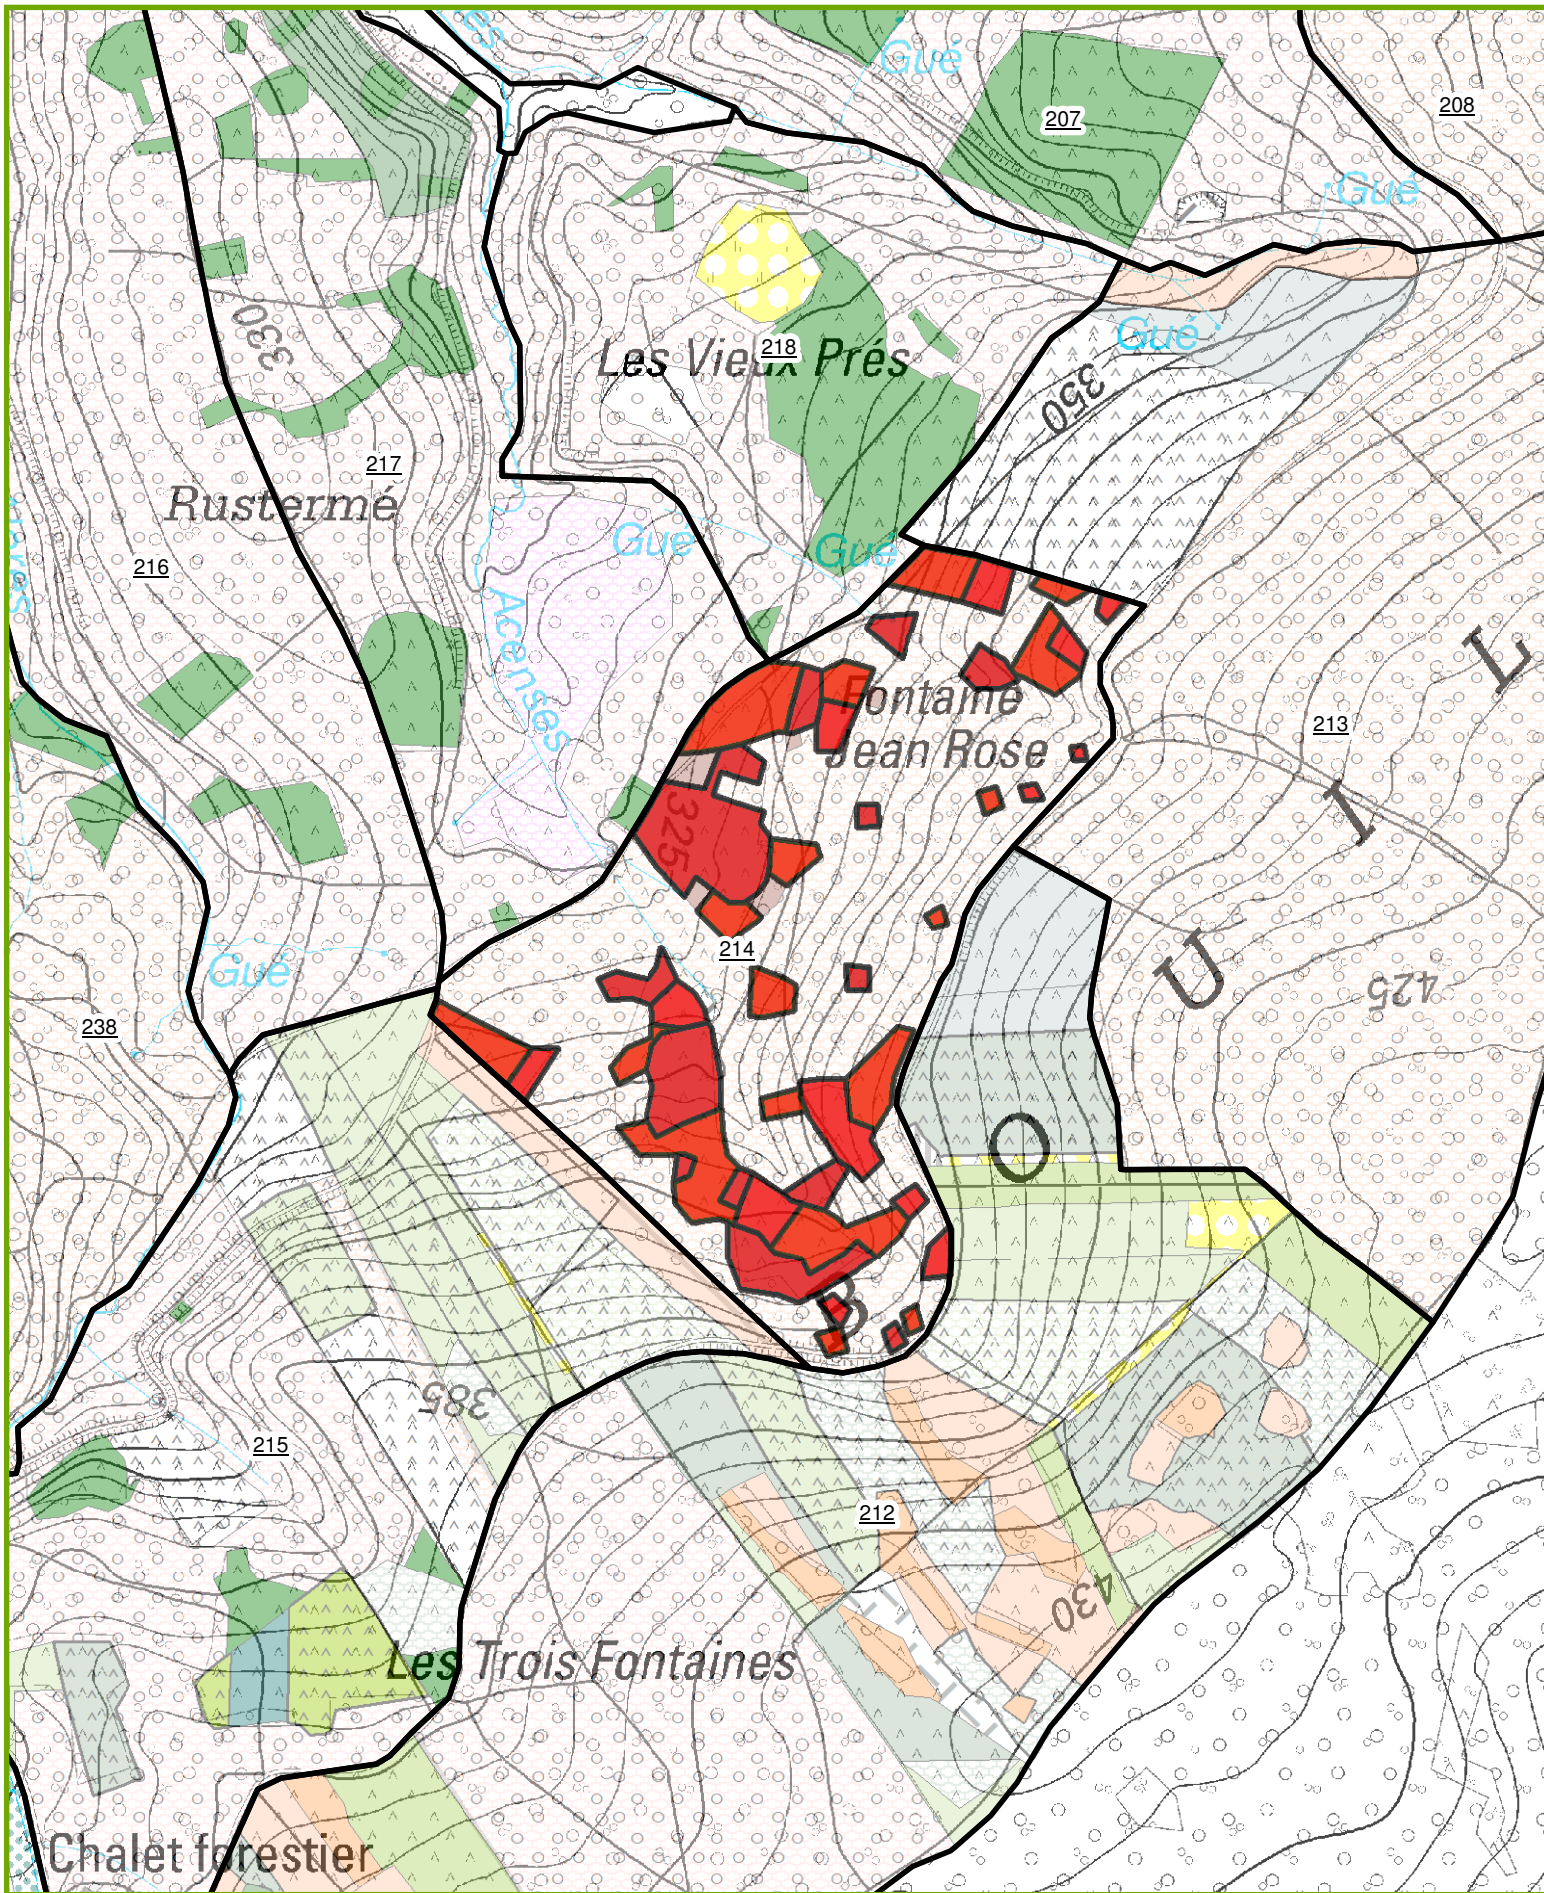 es
Gué
207
208
Gué
330
Les Vieux Prés
218
Gué
350
217
Rustermé
Gué
Gué
216
Acenses
L
Fontaine
Jean Rose
213
325
I
214
Gué
U
425
238
O
B
385
215
212
430
Les Trois Fontaines
Chalet forestier